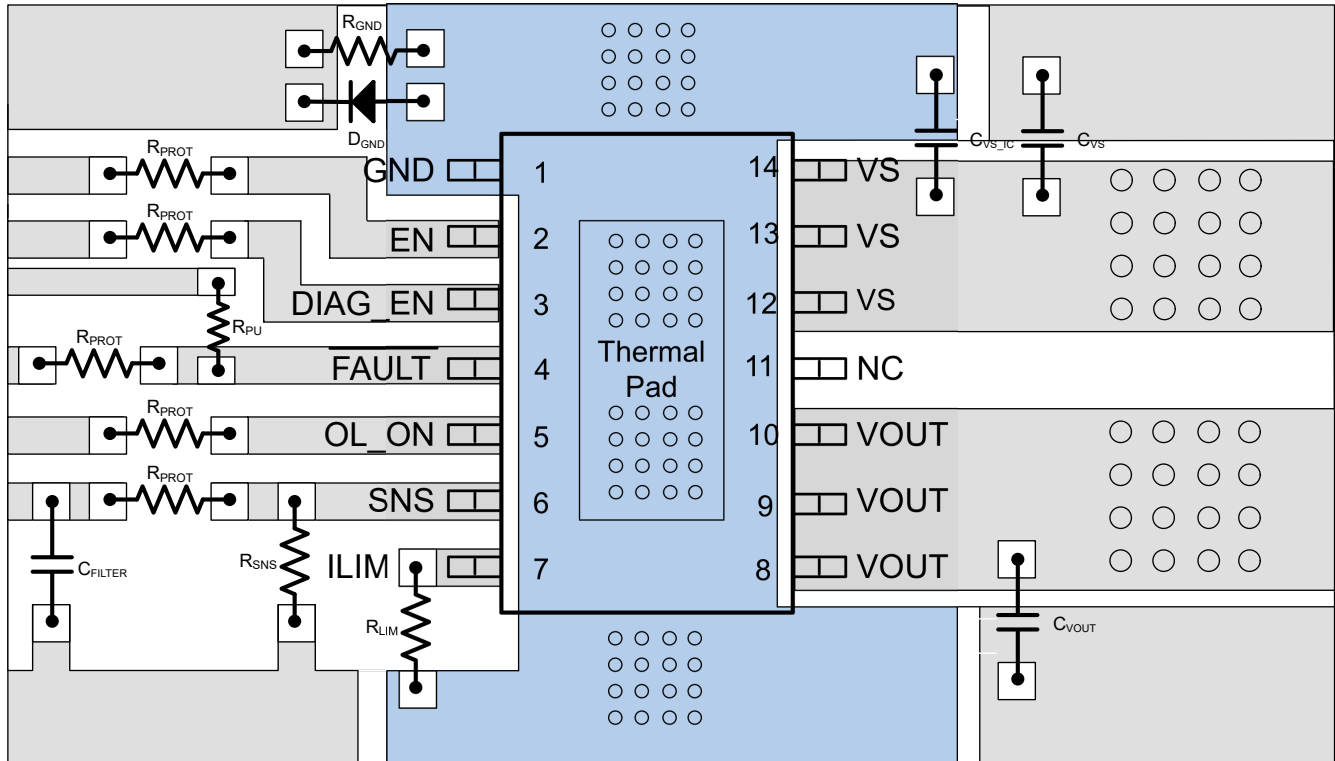 RGND
DGND
CVS_IC
CVS
RPROT
GND
1
14
VS
RPROT
EN
2
13
VS
DIAG_EN
3
12
VS
RPU
RPROT
FAULT
4
Thermal
Pad
11
NC
RPROT
OL_ON
5
10
VOUT
RPROT
SNS
6
9
VOUT
CFILTER
RSNS
ILIM
7
8
VOUT
RLIM
CVOUT